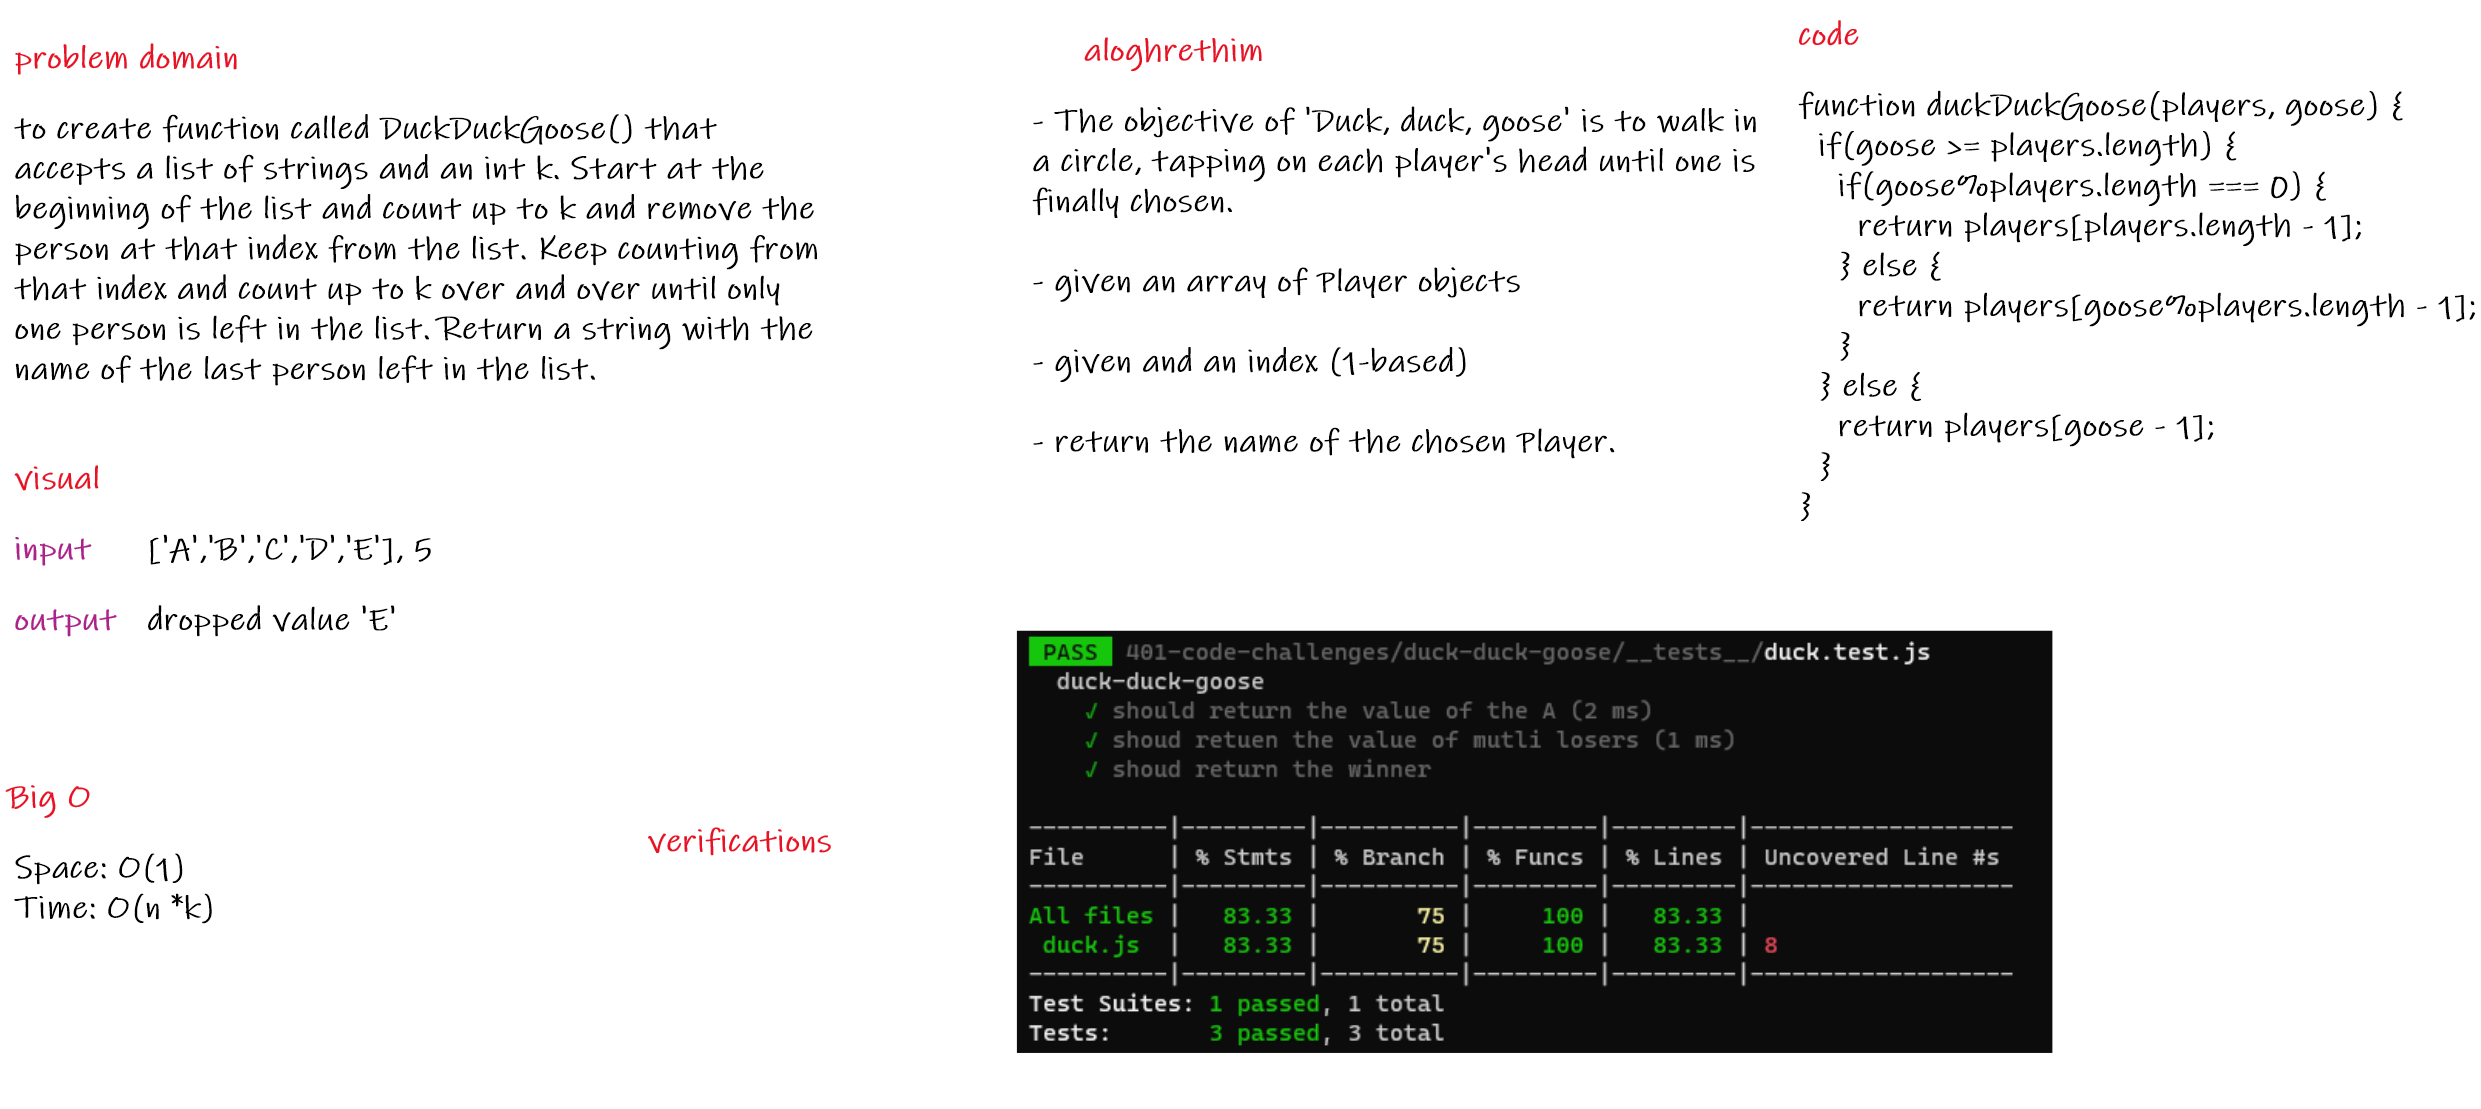 problem domain
to create function called DuckDuckGoose() that
accepts a list of strings and an int k. Start at the
beginning of the list and count up to k and remove the
person at that index from the list. Keep counting from
that index and count up to k over and over until only
one person is left in the list. Return a string with the
name of the last person left in the list.
visual
input ['A','B','C','D','E'], 5
output dropped value 'E'
Big O
Space: O(1)
Time: O(n *k)
aloghrethim
- The objective of 'Duck, duck, goose' is to walk in
a circle, tapping on each player's head until one is
finally chosen.
- given an array of Player objects
- given and an index (1-based)
- return the name of the chosen Player.
code
function duckDuckGoose(players, goose) {
if(goose >= players.length) {
if(goose%players.length === 0) {
return players[players.length - 1];
} else {
return players[goose%players.length - 1];
}
} else {
return players[goose - 1];
}
}
verifications
PASS 401-code-challenges/duck-duck-goose/__tests__/duck.test.js
duck-duck-goose
√ should return the value of the A (2 ms)
√ shoud retuen the value of mutli losers (1 ms)
√ shoud return the winner
----------|---------|----------|---------|---------|-------------------
File | % Stmts | % Branch | % Funcs | % Lines | Uncovered Line #s
----------|---------|----------|---------|---------|-------------------
All files | 83.33 | 75 | 100 | 83.33 |
duck.js | 83.33 | 75 | 100 | 83.33 | 8
----------|---------|----------|---------|---------|-------------------
Test Suites: 1 passed, 1 total
Tests: 3 passed, 3 total